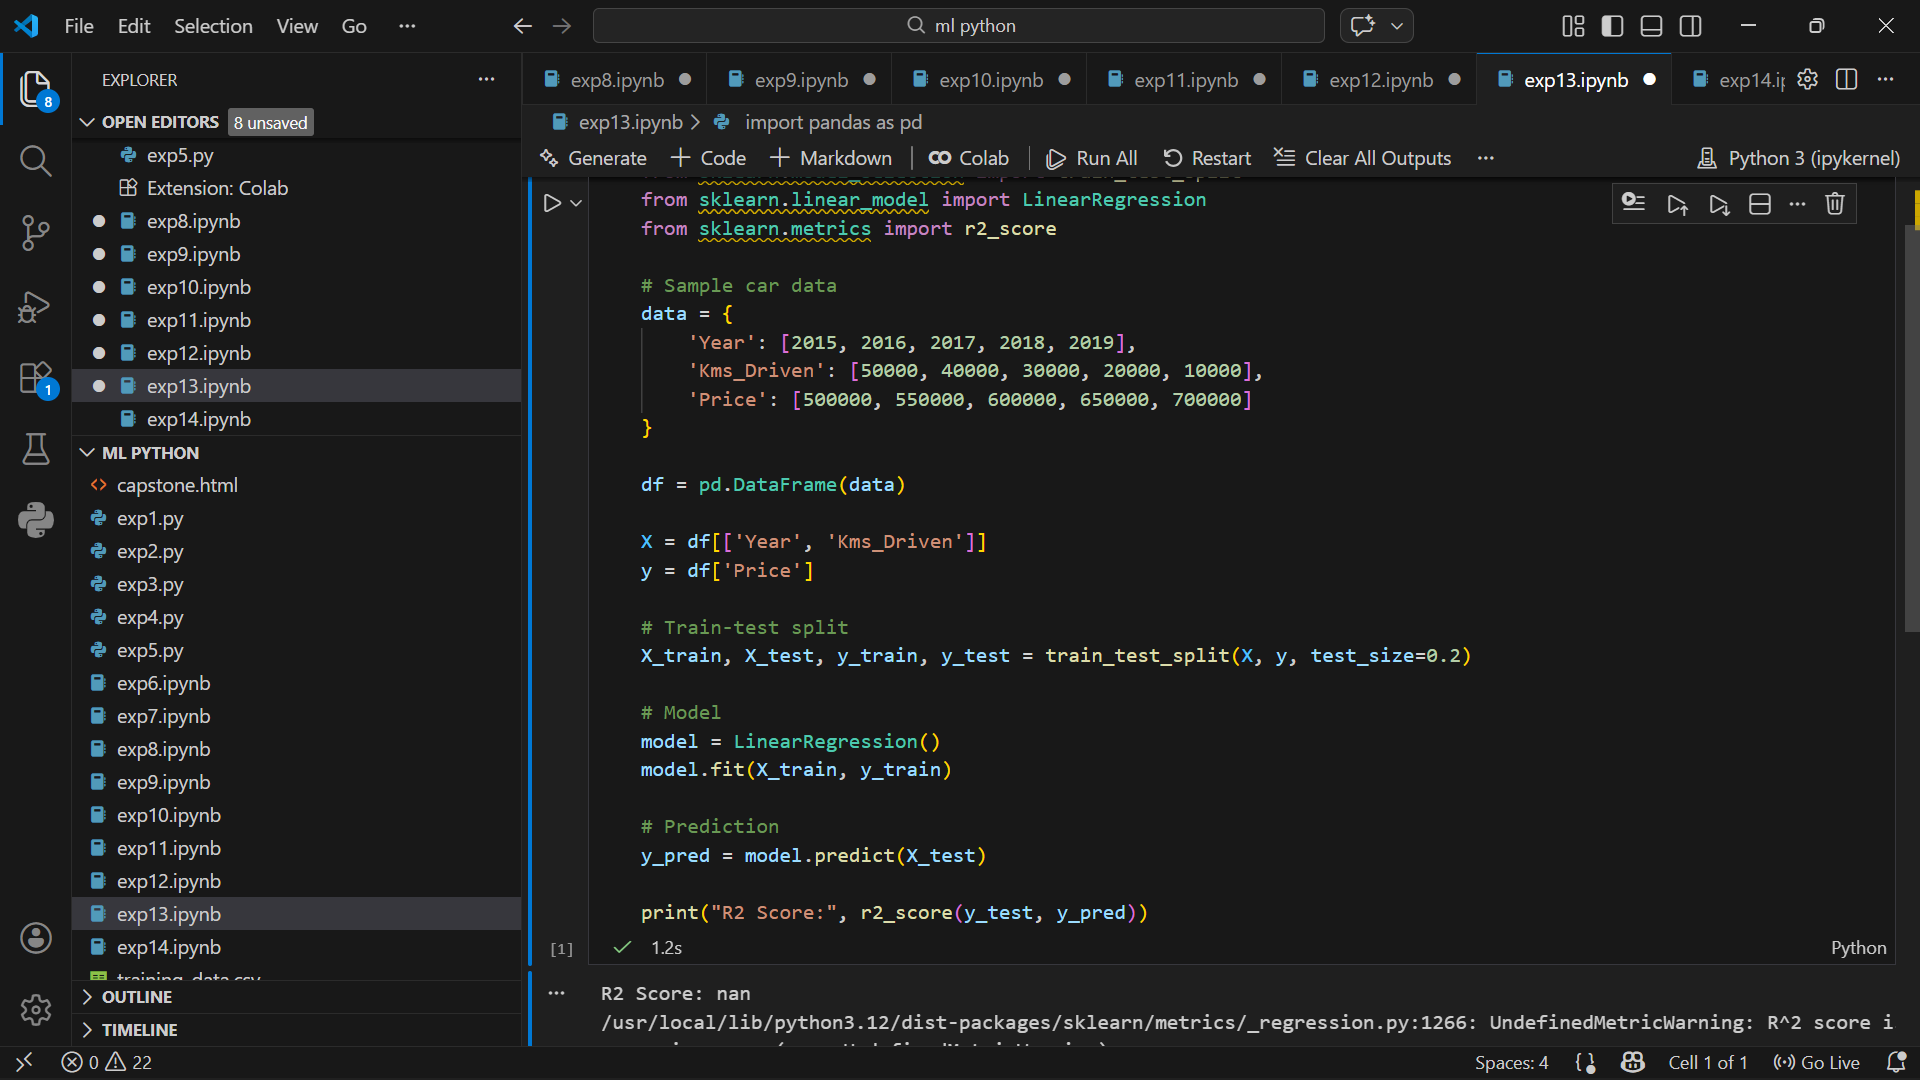 File Edit Selection View Go ...
ml python
EXPLORER
OPEN EDITORS 8 unsaved
exp5.py
Extension: Colab
exp8.ipynb
exp9.ipynb
exp10.ipynb
exp11.ipynb
exp12.ipynb
exp13.ipynb
exp14.ipynb
ML PYTHON
capstone.html
exp1.py
exp2.py
exp3.py
exp4.py
exp5.py
exp6.ipynb
exp7.ipynb
exp8.ipynb
exp9.ipynb
exp10.ipynb
exp11.ipynb
exp12.ipynb
exp13.ipynb
exp14.ipynb
training_data.csv
OUTLINE
TIMELINE
8
1
exp8.ipynb exp9.ipynb exp10.ipynb exp11.ipynb exp12.ipynb exp13.ipynb exp14.ip
exp13.ipynb > import pandas as pd
Generate + Code + Markdown | Colab | Run All Restart Clear All Outputs ... Python 3 (ipykernel)
from sklearn.linear_model import LinearRegression
from sklearn.metrics import r2_score
# Sample car data
data = {
'Year': [2015, 2016, 2017, 2018, 2019],
'Kms_Driven': [50000, 40000, 30000, 20000, 10000],
'Price': [500000, 550000, 600000, 650000, 700000]
}
df = pd.DataFrame(data)
X = df[['Year', 'Kms_Driven']]
y = df['Price']
# Train-test split
X_train, X_test, y_train, y_test = train_test_split(X, y, test_size=0.2)
# Model
model = LinearRegression()
model.fit(X_train, y_train)
# Prediction
y_pred = model.predict(X_test)
print("R2 Score:", r2_score(y_test, y_pred))
[1] 1.2s Python
R2 Score: nan
/usr/local/lib/python3.12/dist-packages/sklearn/metrics/_regression.py:1266: UndefinedMetricWarning: R^2 score i
0 22 Spaces: 4 Cell 1 of 1 Go Live